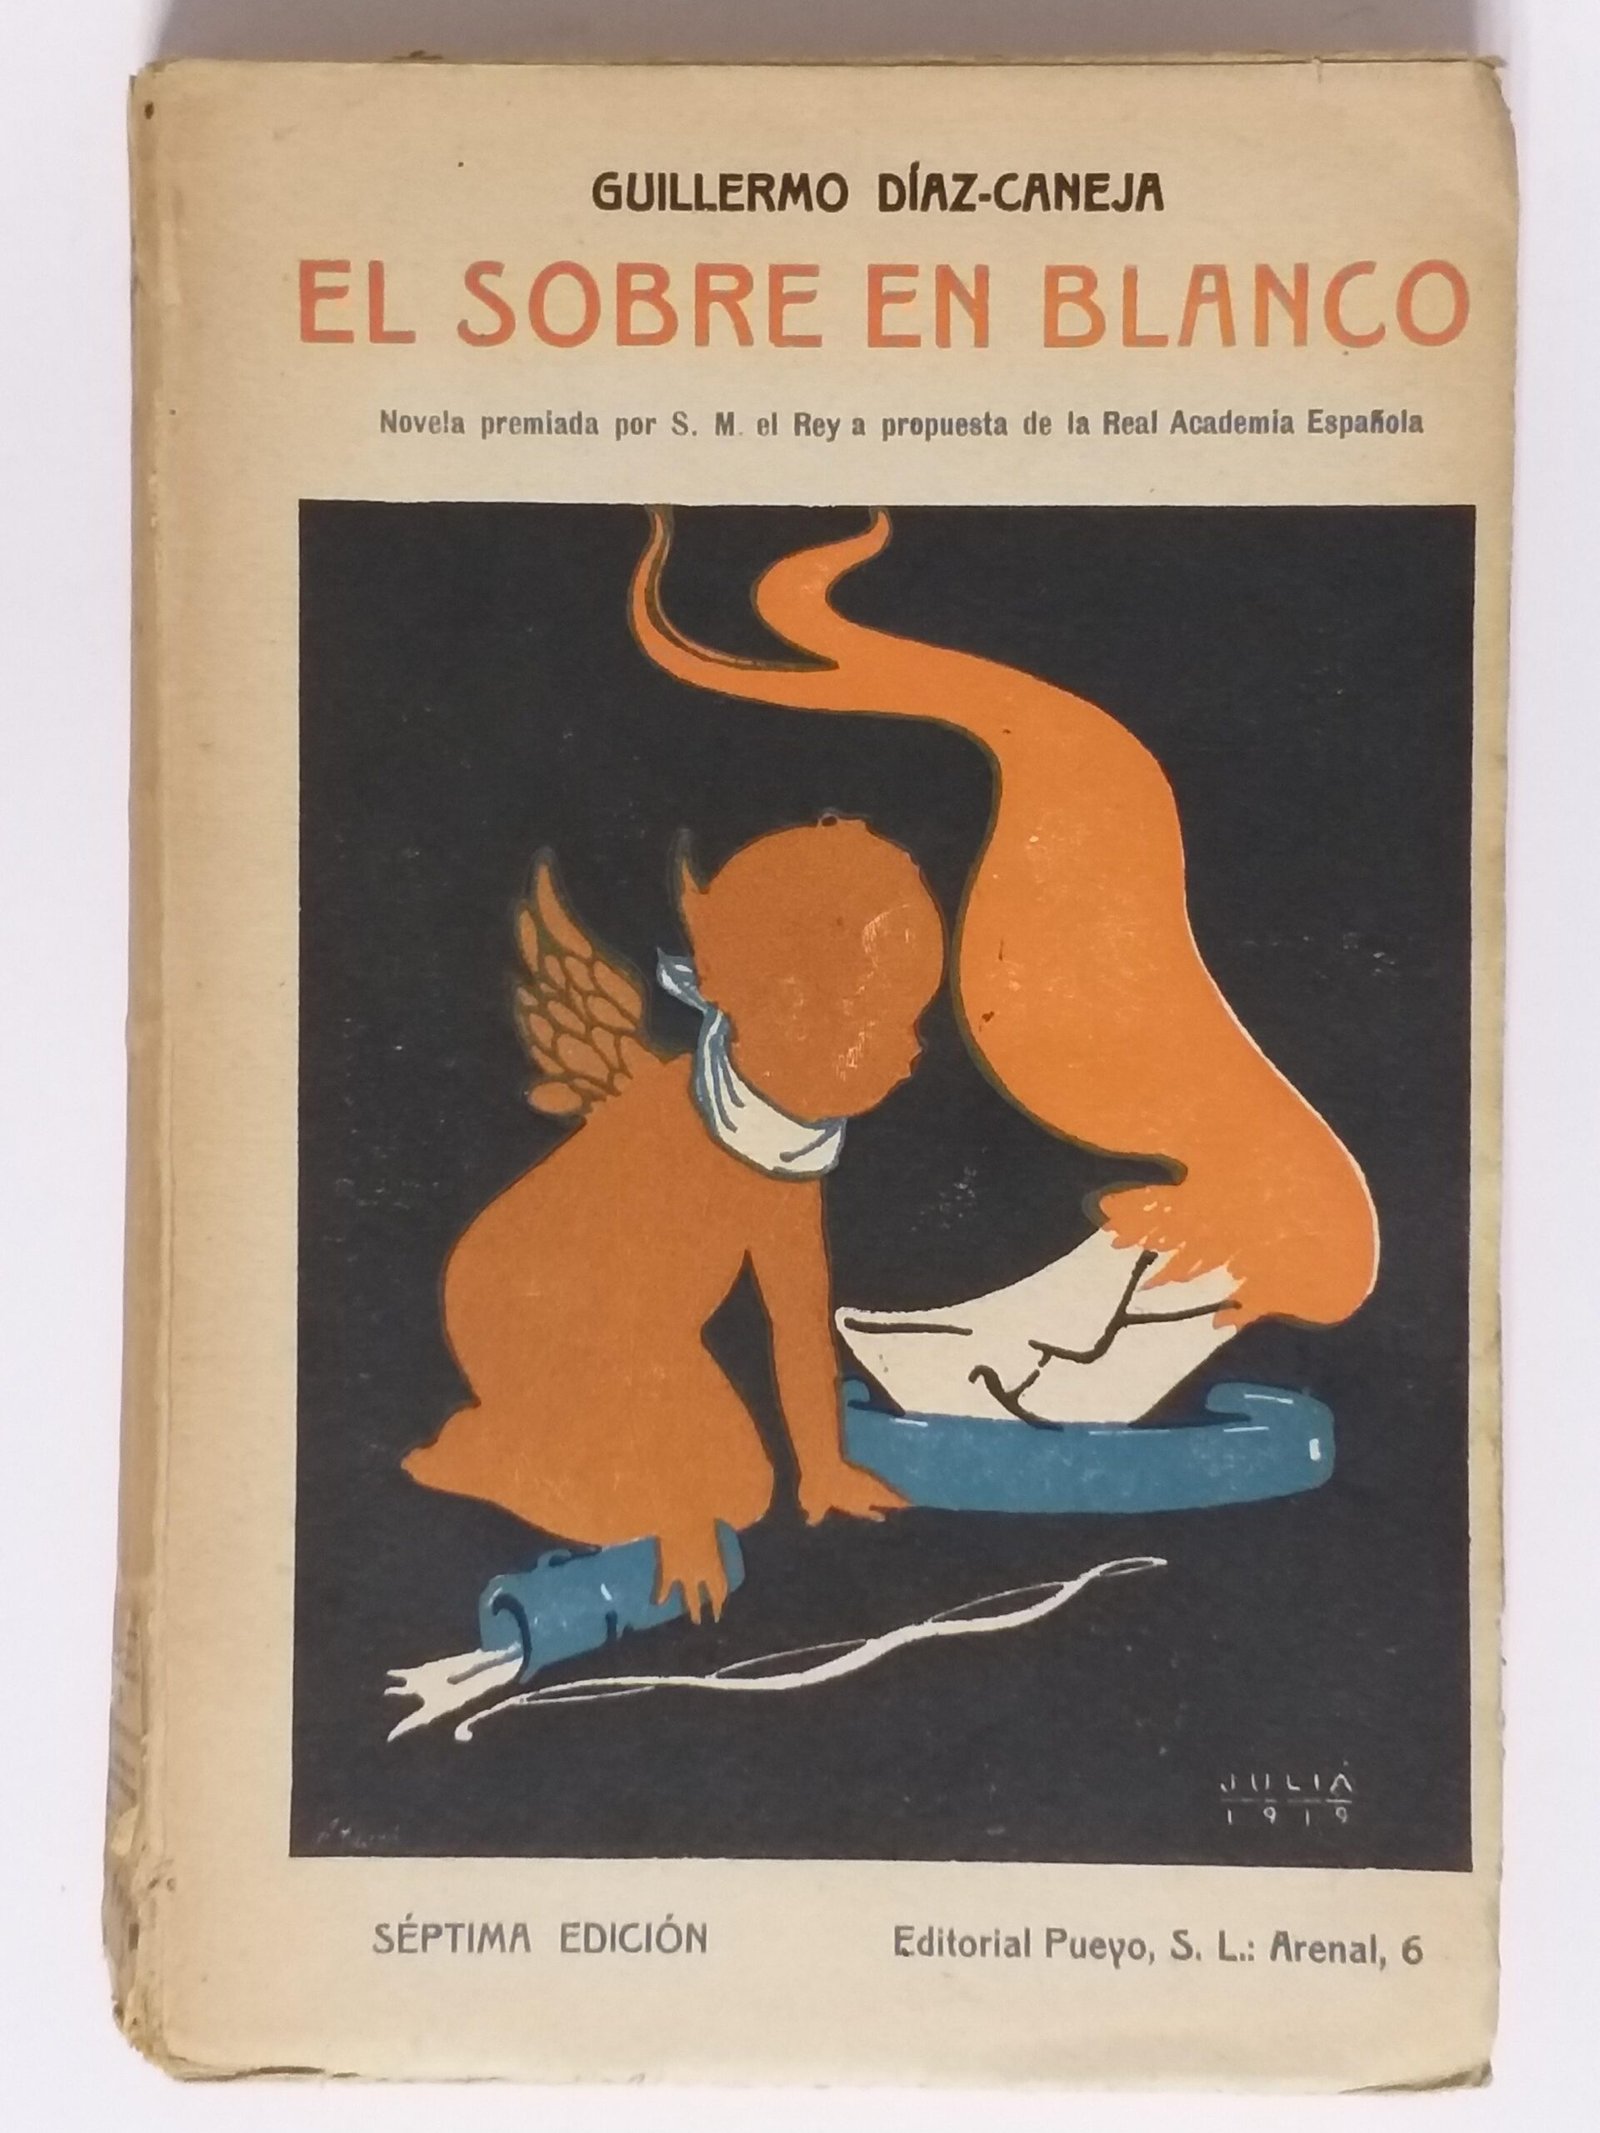 GUILLERMO DÍAZ-CANEJA
EL SOBRE EN BLANCO
Novela premiada por S. M. el Rey a propuesta de la Real Academia Española
JULIÁ
1919
SÉPTIMA EDICIÓN
Editorial Pueyo, S. L.: Arenal, 6